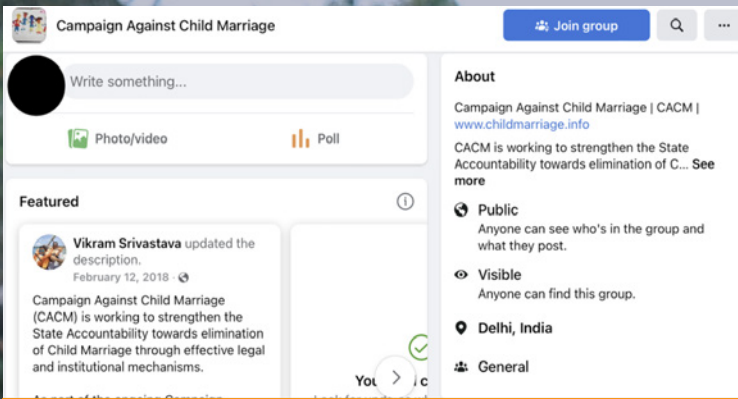 Campaign Against Child Marriage
Join group
Write something...
Photo/video
Poll
Featured
Vikram Srivastava updated the
description.
February 12, 2018
Campaign Against Child Marriage
(CACM) is working to strengthen the
State Accountability towards elimination
of Child Marriage through effective legal
and institutional mechanisms.
About
Campaign Against Child Marriage | CACM |
www.childmarriage.info
CACM is working to strengthen the State
Accountability towards elimination of C... See
more
Public
Anyone can see who's in the group and
what they post.
Visible
Anyone can find this group.
Delhi, India
General